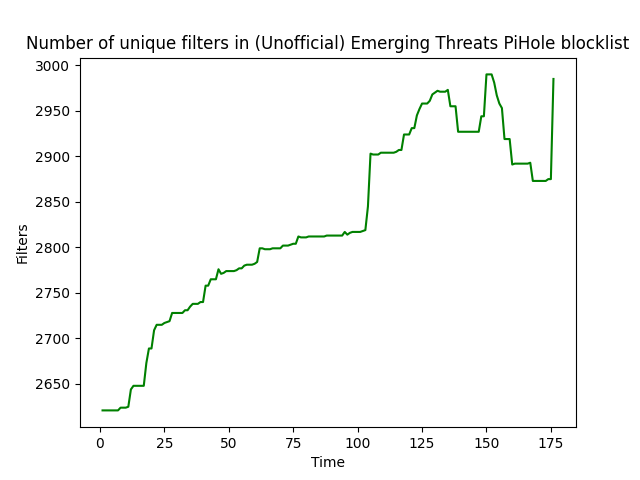 Number of unique filters in (Unofficial) Emerging Threats PiHole blocklist
3000
2950
2900
2850
2800
2750
2700
2650
Filters
0 25 50 75 100 125 150 175
Time